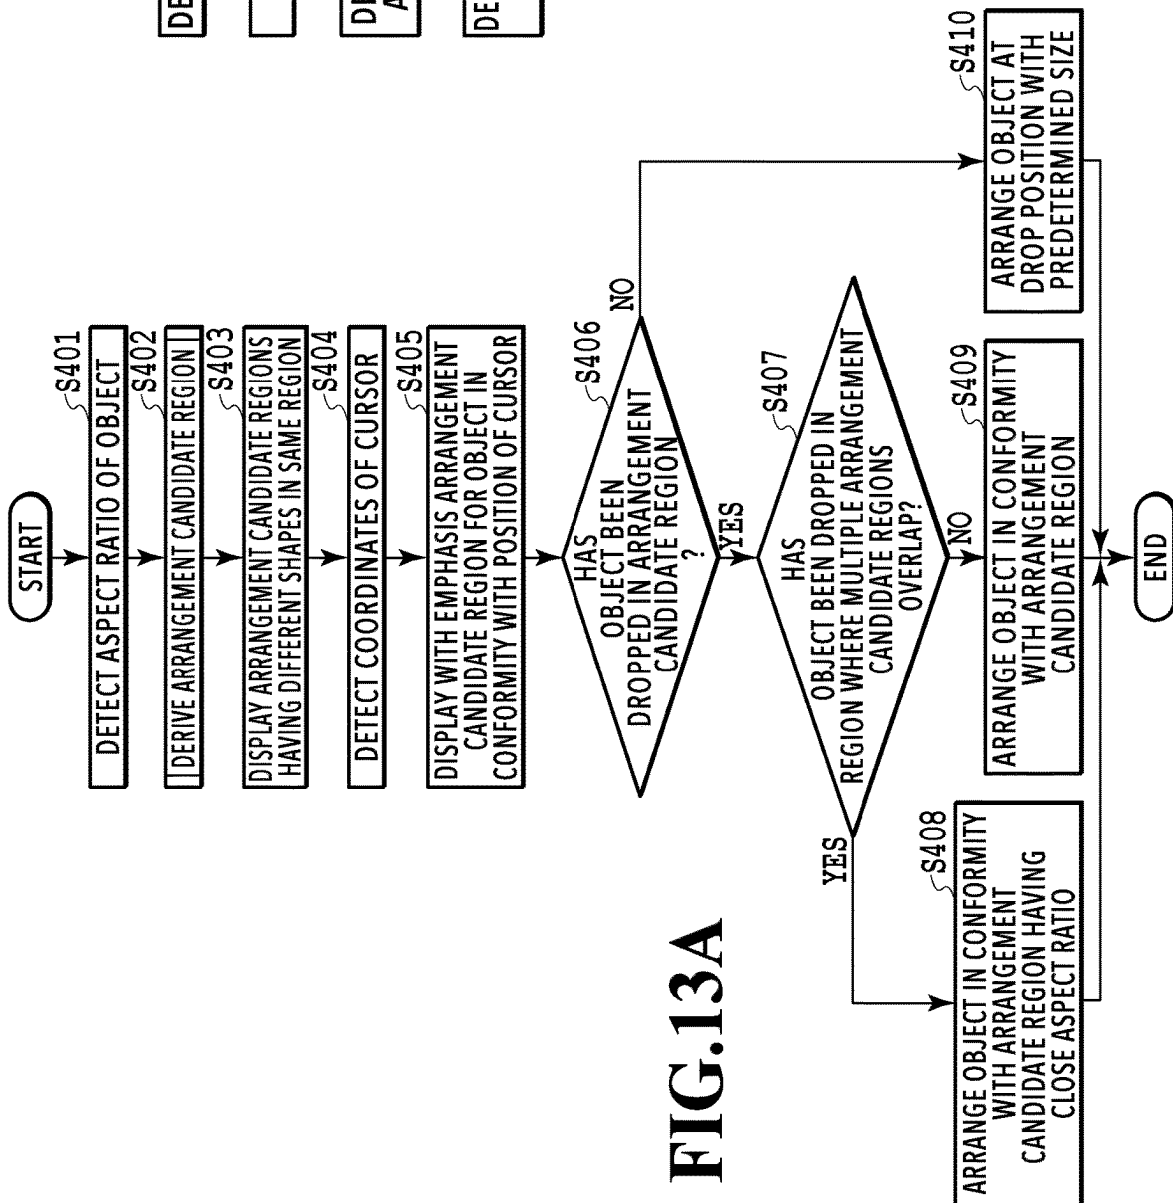 FIG.13A
START
S401
DETECT ASPECT RATIO OF OBJECT
S402
DERIVE ARRANGEMENT CANDIDATE REGION
S403
DISPLAY ARRANGEMENT CANDIDATE REGIONS
HAVING DIFFERENT SHAPES IN SAME REGION
S404
DETECT COORDINATES OF CURSOR
S405
DISPLAY WITH EMPHASIS ARRANGEMENT
CANDIDATE REGION FOR OBJECT IN
CONFORMITY WITH POSITION OF CURSOR
S406
HAS
OBJECT BEEN
DROPPED IN ARRANGEMENT
CANDIDATE REGION
?
NO
YES
S407
HAS
OBJECT BEEN DROPPED IN
REGION WHERE MULTIPLE ARRANGEMENT
CANDIDATE REGIONS
OVERLAP?
YES
NO
S408
ARRANGE OBJECT IN CONFORMITY
WITH ARRANGEMENT
CANDIDATE REGION HAVING
CLOSE ASPECT RATIO
S409
ARRANGE OBJECT IN CONFORMITY
WITH ARRANGEMENT
CANDIDATE REGION
S410
ARRANGE OBJECT AT
DROP POSITION WITH
PREDETERMINED SIZE
END
DE
DE
A
DE